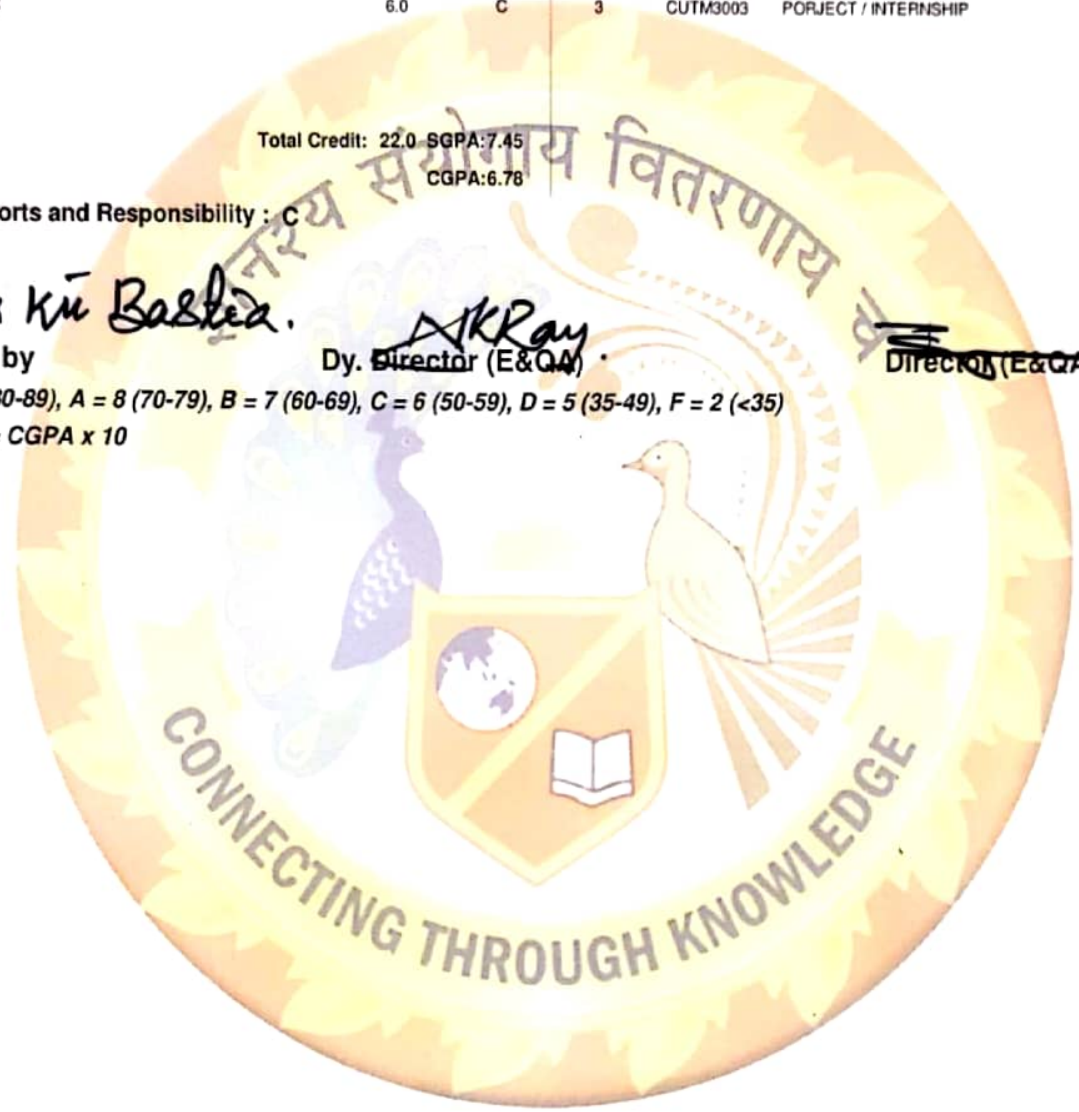 6.0 C 3 CUTM3003 PORJECT / INTERNSHIP
Total Credit: 22.0 SGPA:7.45
CGPA:6.78
orts and Responsibility : C
संयोगाय वितरणाय
Kū Bastia.
AKRay
by Dy. Director (E&QA) Director (E&QA
0-89), A = 8 (70-79), B = 7 (60-69), C = 6 (50-59), D = 5 (35-49), F = 2 (<35)
CGPA x 10
CONNECTING THROUGH KNOWLEDGE